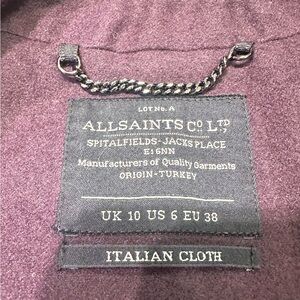 LOT NO. A
ALLSAINTS CO. LTD.,
SPITALFIELDS-JACKS PLACE
E1 6NN
Manufacturers of Quality Garments
ORIGIN-TURKEY
UK 10 US 6 EU 38
ITALIAN CLOTH